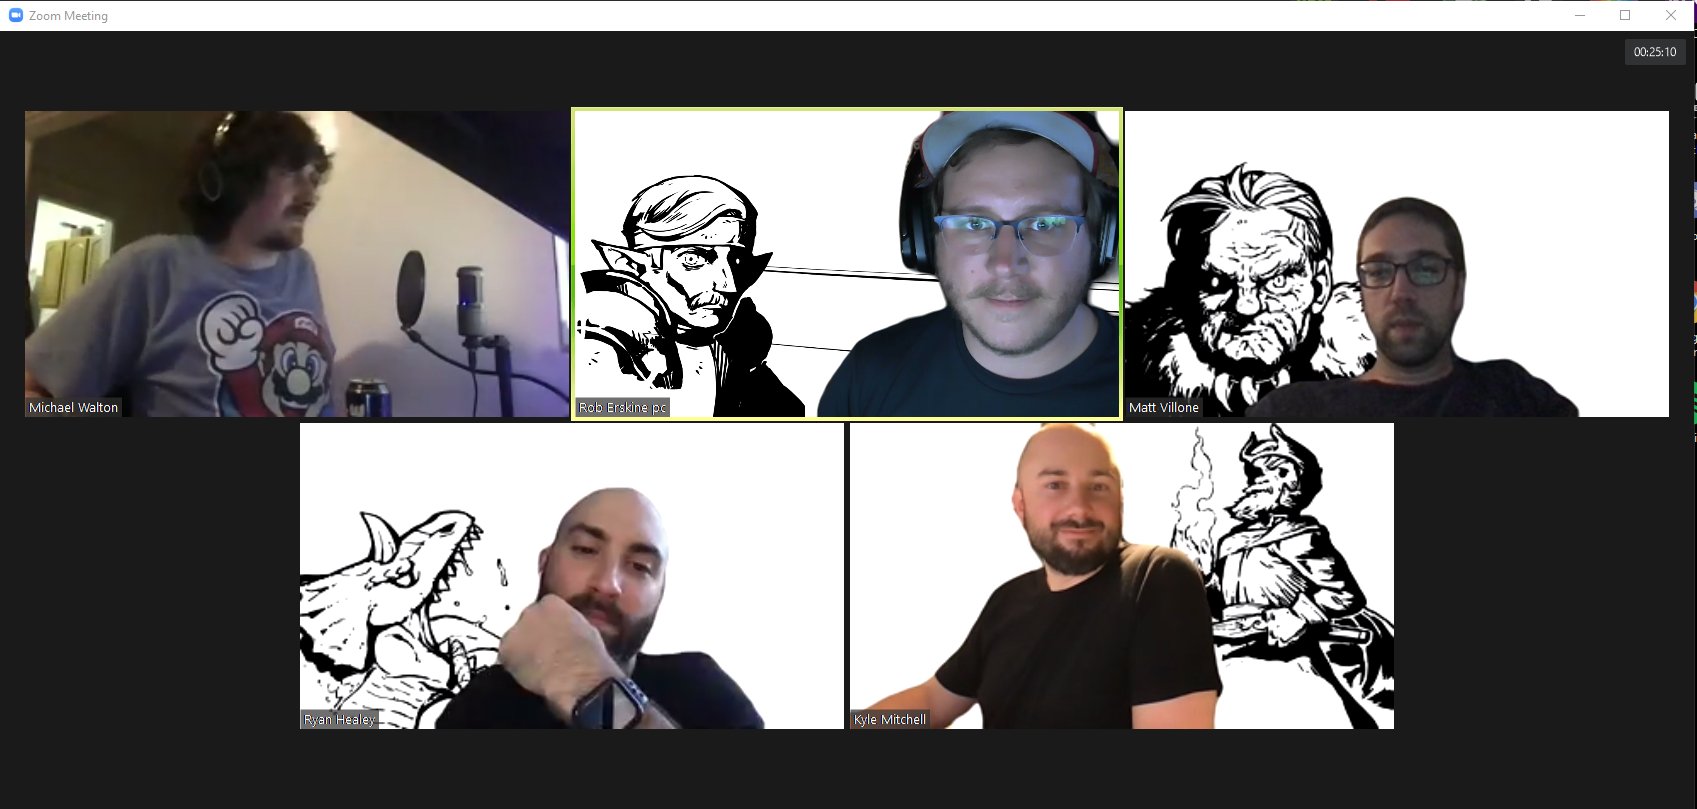 Zoom Meeting
00:25:10
Michael Walton
Rob Erskine pc
Matt Villone
Ryan Healey
Kyle Mitchell